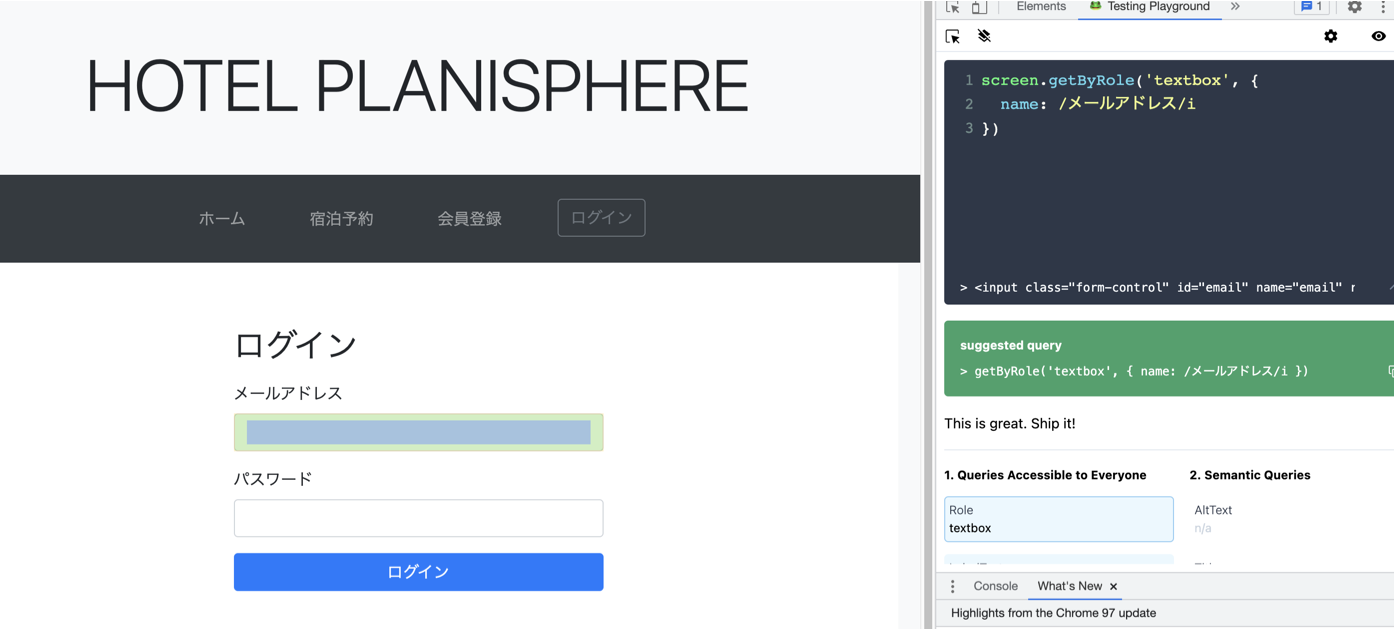 HOTEL PLANISPHERE
ホーム 宿泊予約 会員登録 ログイン
ログイン
メールアドレス
パスワード
ログイン
Elements Testing Playground 1
1 screen.getByRole('textbox', {
2 name: /メールアドレス/i
3 })
> <input class="form-control" id="email" name="email" r
suggested query
> getByRole('textbox', { name: /メールアドレス/i })
This is great. Ship it!
1. Queries Accessible to Everyone 2. Semantic Queries
Role AltText
textbox n/a
Console What's New ×
Highlights from the Chrome 97 update